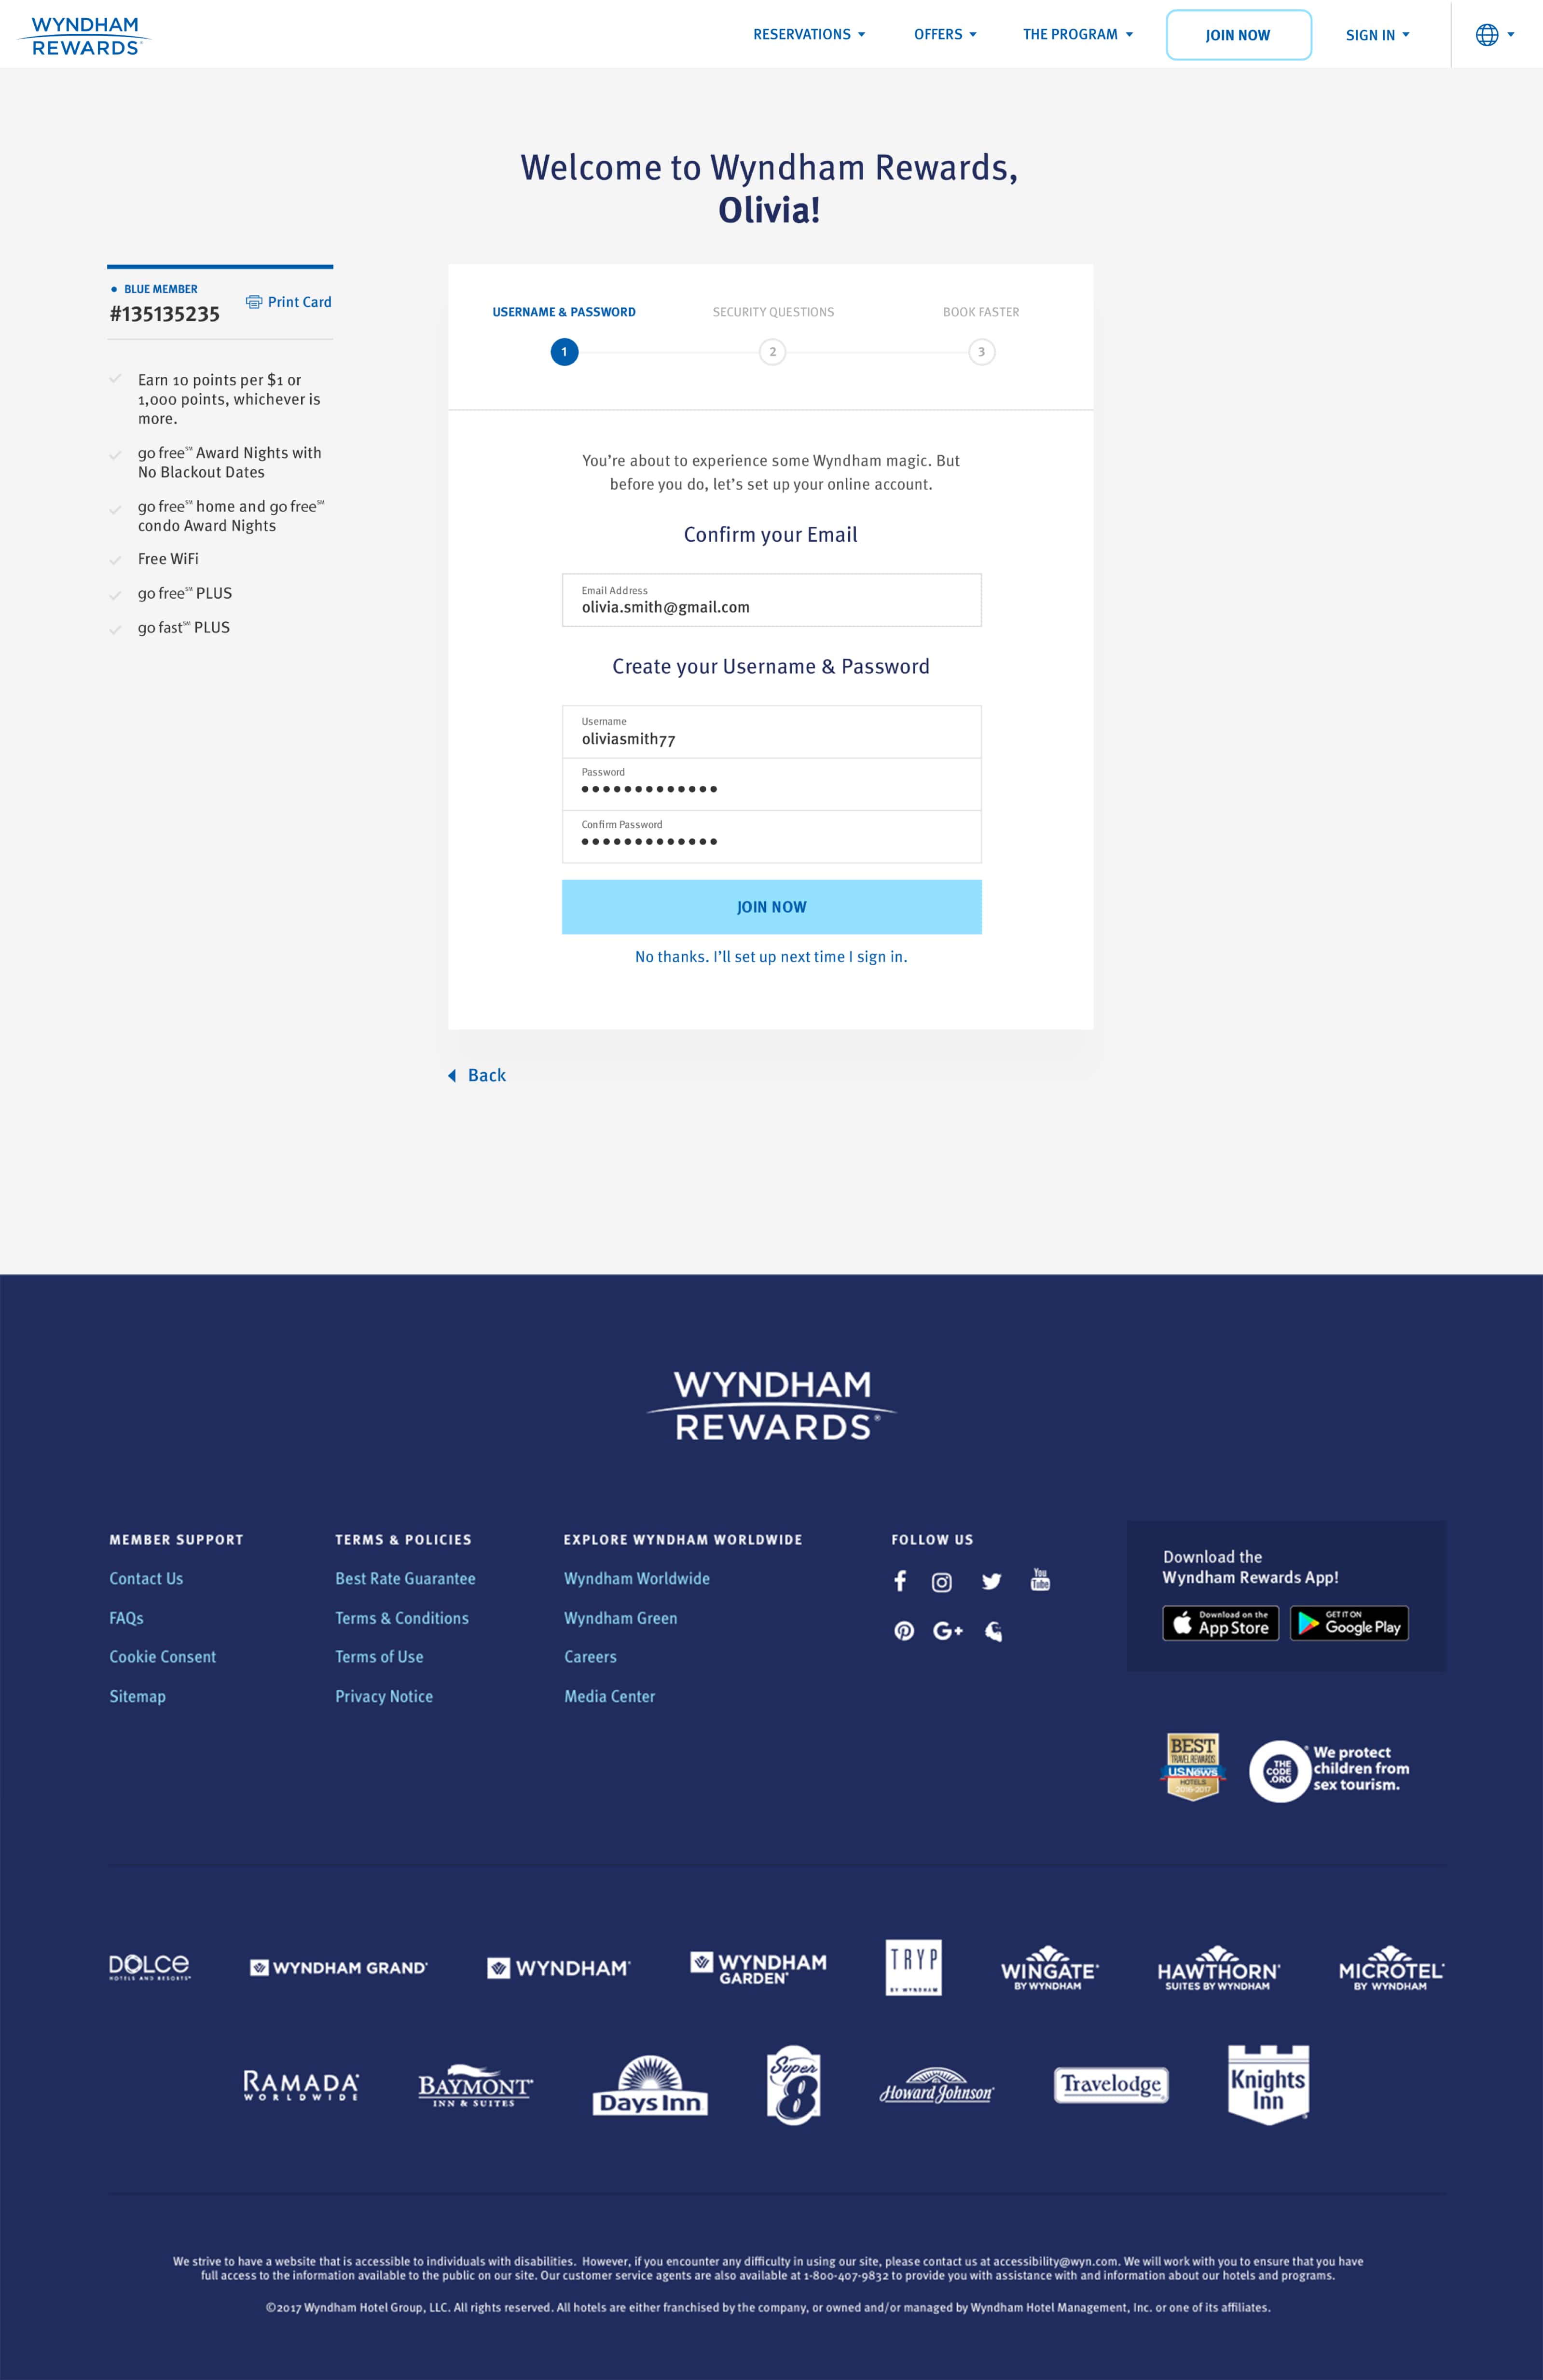 WYNDHAM
REWARDS®
RESERVATIONS
OFFERS
THE PROGRAM
JOIN NOW
SIGN IN
Welcome to Wyndham Rewards,
Olivia!
BLUE MEMBER
#135135235
Print Card
Earn 10 points per $1 or
1,000 points, whichever is
more.
go free℠ Award Nights with
No Blackout Dates
go free℠ home and go free℠
condo Award Nights
Free WiFi
go free℠ PLUS
go fast℠ PLUS
USERNAME & PASSWORD
SECURITY QUESTIONS
BOOK FASTER
1
2
3
You’re about to experience some Wyndham magic. But
before you do, let’s set up your online account.
Confirm your Email
Email Address
olivia.smith@gmail.com
Create your Username & Password
Username
oliviasmith77
Password
●●●●●●●●●●●●●
Confirm Password
●●●●●●●●●●●●●
JOIN NOW
No thanks. I’ll set up next time I sign in.
Back
WYNDHAM
REWARDS®
MEMBER SUPPORT
Contact Us
FAQs
Cookie Consent
Sitemap
TERMS & POLICIES
Best Rate Guarantee
Terms & Conditions
Terms of Use
Privacy Notice
EXPLORE WYNDHAM WORLDWIDE
Wyndham Worldwide
Wyndham Green
Careers
Media Center
FOLLOW US
You
Tube
G+
Download the
Wyndham Rewards App!
Download on the
App Store
GET IT ON
Google Play
BEST
TRAVEL REWARDS
U.S.News
HOTELS
2016-2017
THE
CODE
.ORG
We protect
children from
sex tourism.
DOLCE
HOTELS AND RESORTS®
WYNDHAM GRAND®
WYNDHAM®
WYNDHAM
GARDEN®
TRYP
BY WYNDHAM
WINGATE®
BY WYNDHAM
HAWTHORN®
SUITES BY WYNDHAM
MICROTEL®
BY WYNDHAM
RAMADA®
WORLDWIDE
BAYMONT®
INN & SUITES
Days Inn
Super
8
Howard Johnson®
Travelodge
Knights
Inn
We strive to have a website that is accessible to individuals with disabilities. However, if you encounter any difficulty in using our site, please contact us at accessibility@wyn.com. We will work with you to ensure that you have
full access to the information available to the public on our site. Our customer service agents are also available at 1-800-407-9832 to provide you with assistance with and information about our hotels and programs.
©2017 Wyndham Hotel Group, LLC. All rights reserved. All hotels are either franchised by the company, or owned and/or managed by Wyndham Hotel Management, Inc. or one of its affiliates.